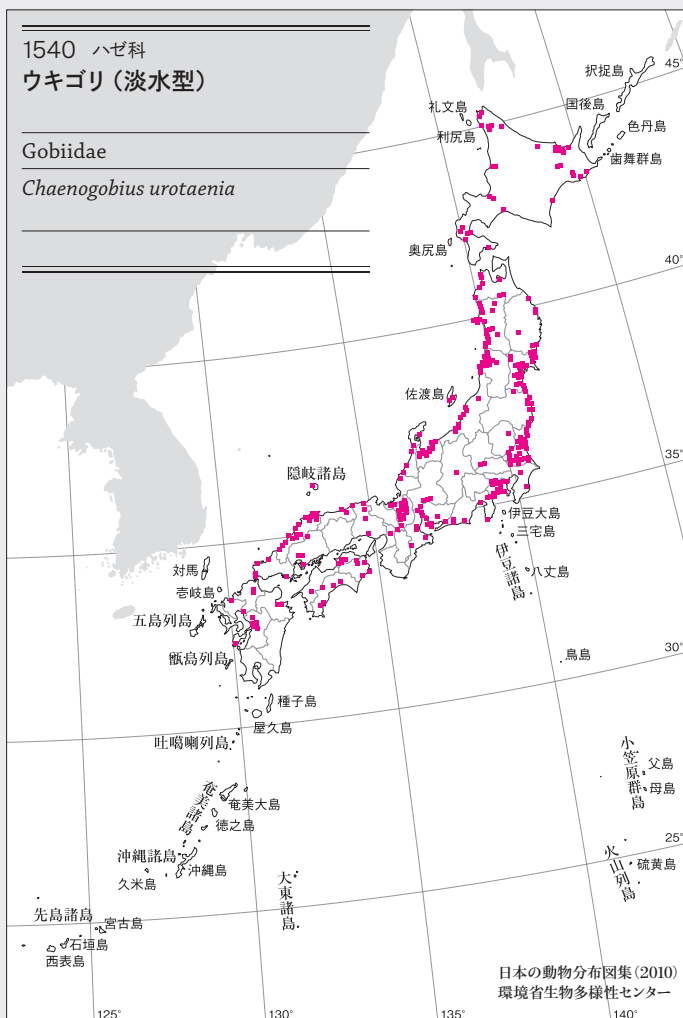 1540 ハゼ科
ウキゴリ（淡水型）
Gobiidae
Chaenogobius urotaenia
択捉島
45°
礼文島
国後島
利尻島
色丹島
歯舞群島
奥尻島
40°
佐渡島
35°
隠岐諸島
伊豆大島
三宅島
対馬
伊豆諸島
八丈島
壱岐島
五島列島
甑島列島
鳥島
30°
種子島
屋久島
吐噶喇列島
小笠原群島
父島
母島
奄美諸島
奄美大島
徳之島
25°
沖縄諸島
沖縄島
火山列島
硫黄島
久米島
大東諸島
先島諸島
宮古島
石垣島
西表島
日本の動物分布図集(2010)
環境省生物多様性センター
125°
130°
135°
140°